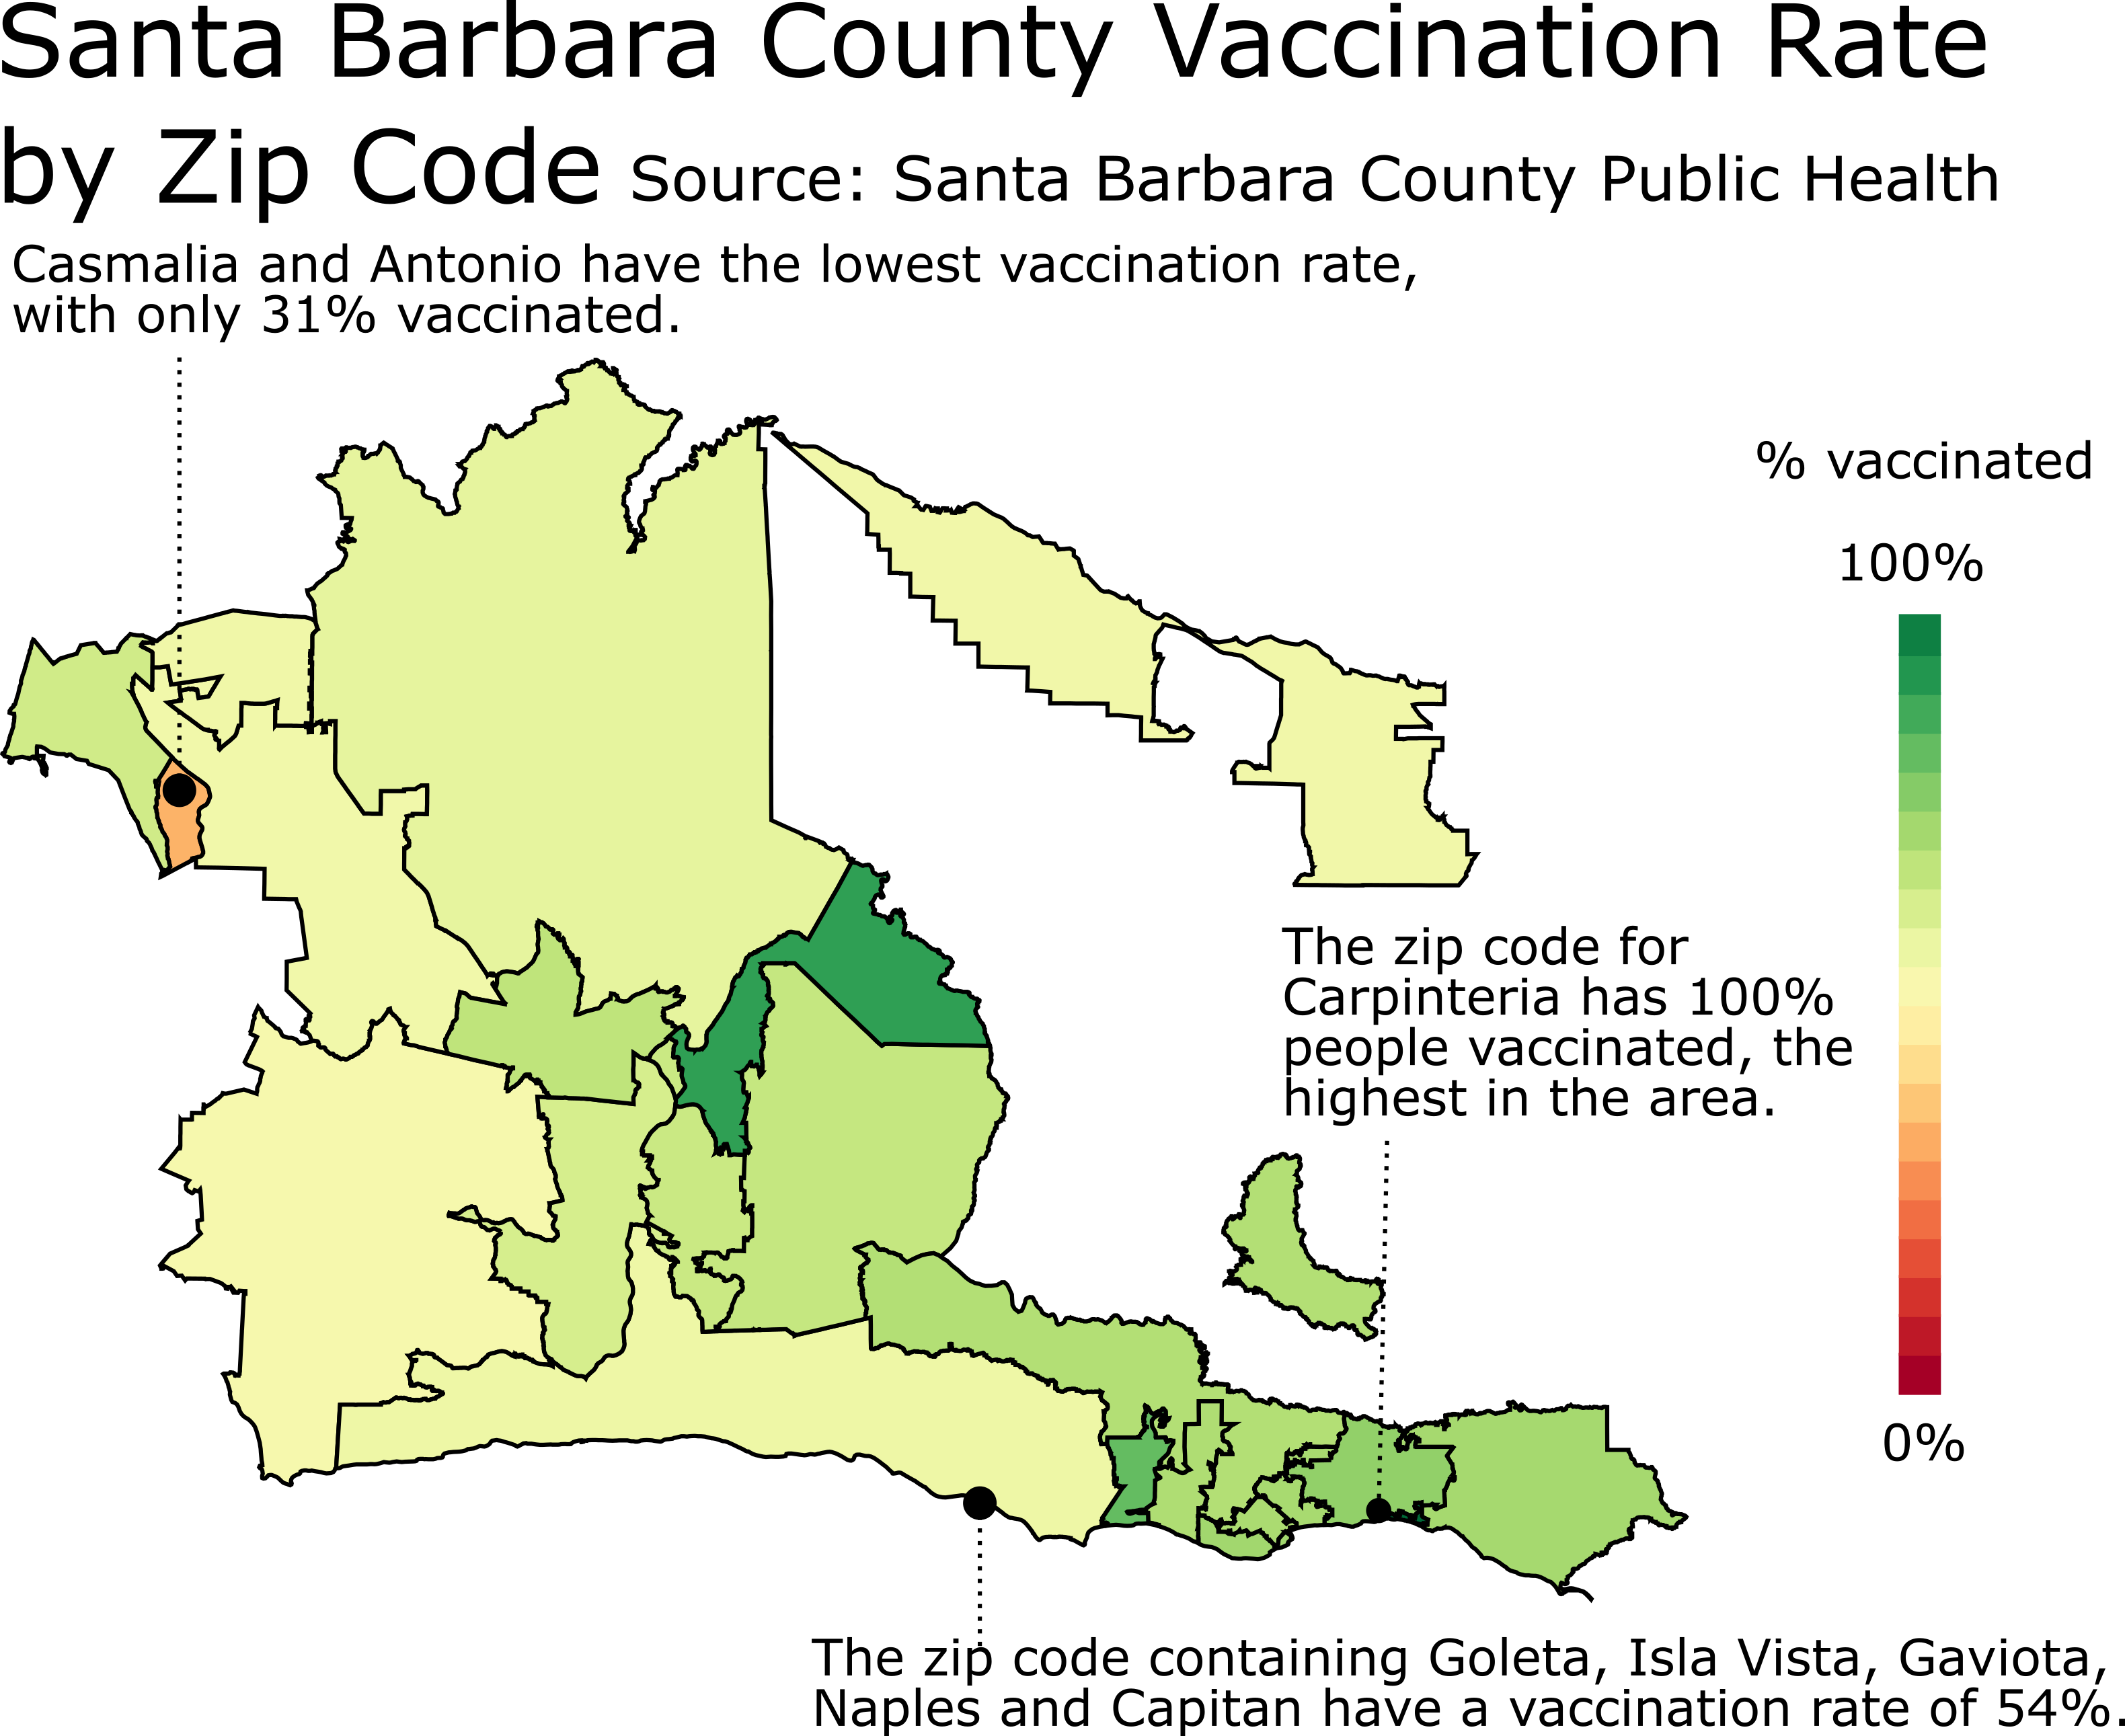 Santa Barbara County Vaccination Rate
by Zip Code Source: Santa Barbara County Public Health
Casmalia and Antonio have the lowest vaccination rate,
with only 31% vaccinated.
% vaccinated
100%
The zip code for
Carpinteria has 100%
people vaccinated, the
highest in the area.
0%
The zip code containing Goleta, Isla Vista, Gaviota,
Naples and Capitan have a vaccination rate of 54%.